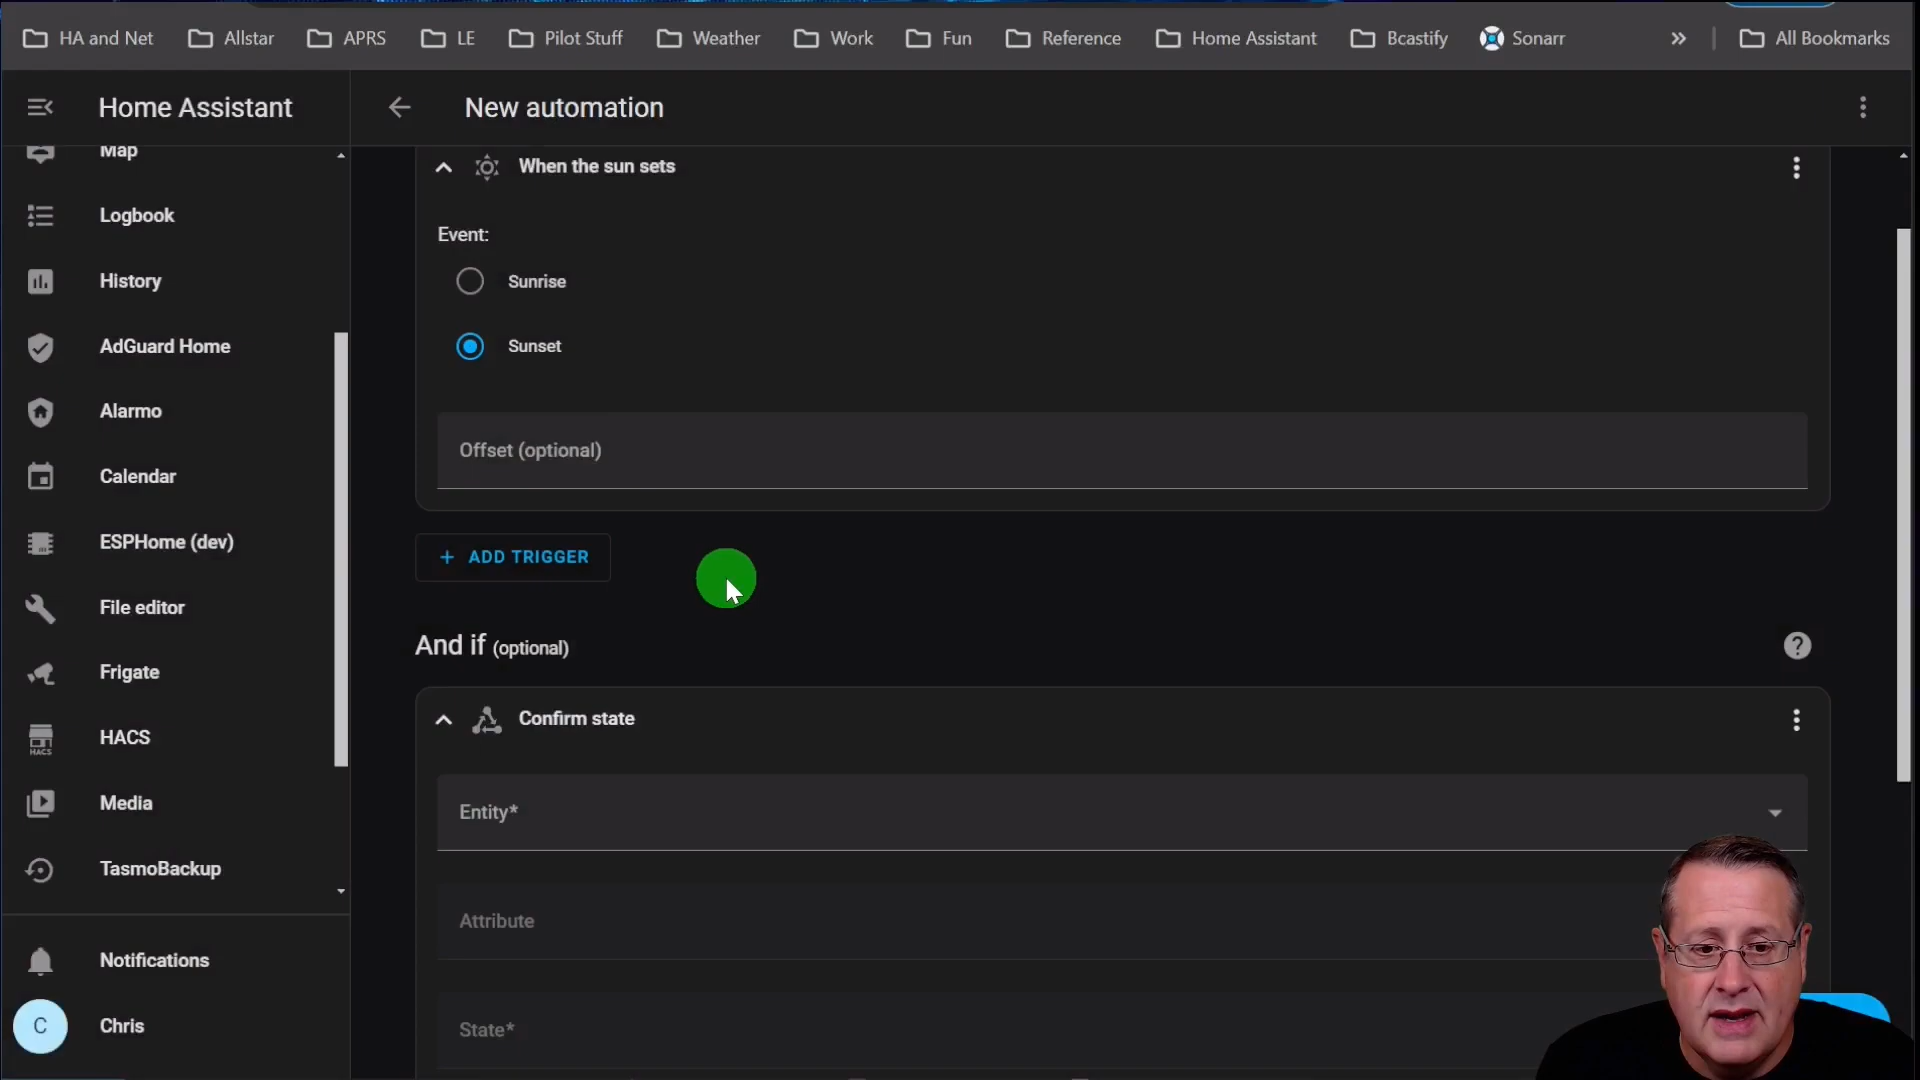 HA and Net Allstar APRS LE Pilot Stuff Weather Work Fun Reference Home Assistant Bcastify Sonarr » All Bookmarks
Home Assistant
New automation
Map
Logbook
History
AdGuard Home
Alarmo
Calendar
ESPHome (dev)
File editor
Frigate
HACS
HACS
Media
TasmoBackup
Notifications
C Chris
When the sun sets
Event:
Sunrise
Sunset
Offset (optional)
+ ADD TRIGGER
And if (optional)
?
Confirm state
Entity*
Attribute
State*